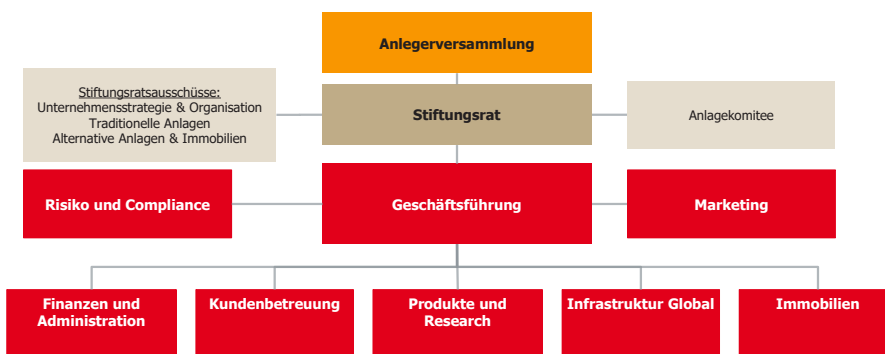 Anlegerversammlung
Stiftungsratsausschüsse:
Unternehmensstrategie & Organisation
Traditionelle Anlagen
Alternative Anlagen & Immobilien
Stiftungsrat
Anlagekomitee
Risiko und Compliance
Geschäftsführung
Marketing
Finanzen und
Administration
Kundenbetreuung
Produkte und
Research
Infrastruktur Global
Immobilien